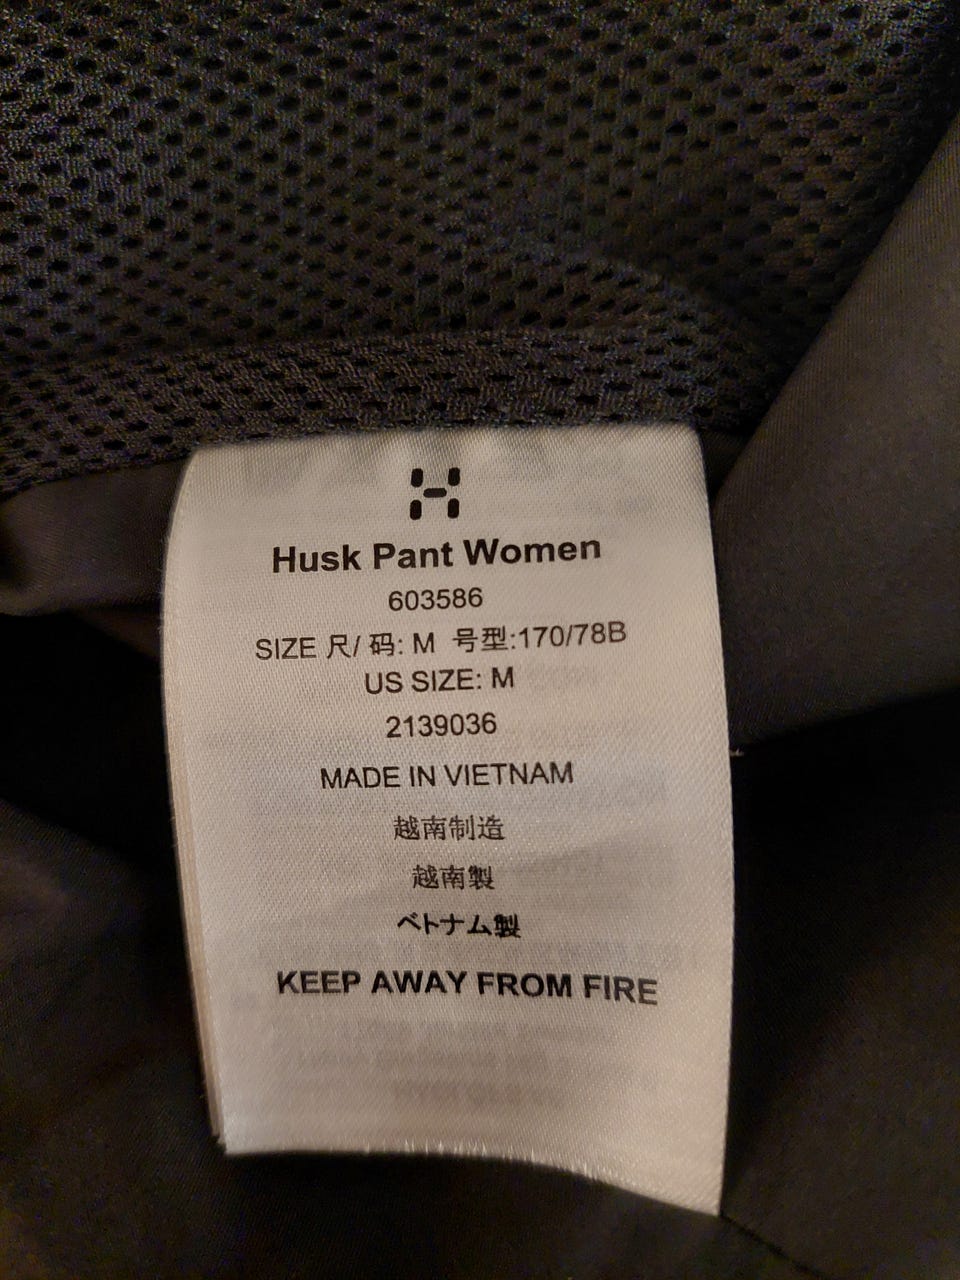 Husk Pant Women
603586
SIZE 尺/ 码: M 号型:170/78B
US SIZE: M
2139036
MADE IN VIETNAM
越南制造
越南製
ベトナム製
KEEP AWAY FROM FIRE